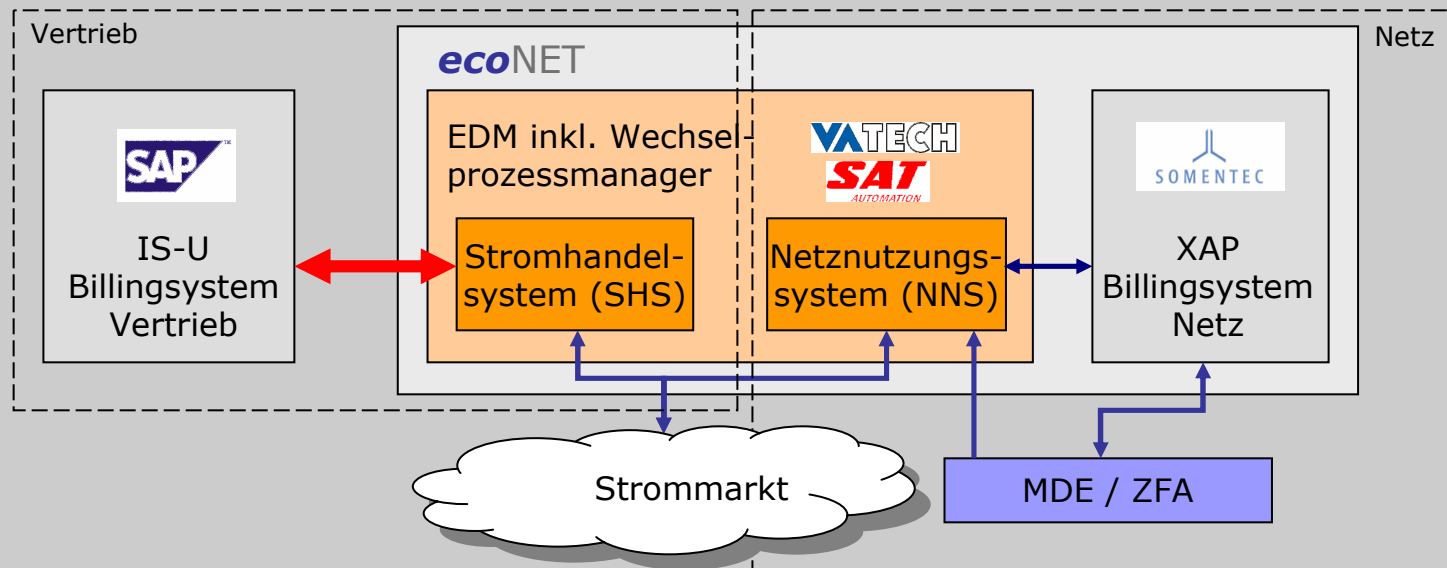 Vertrieb
Netz
ecoNET
SAP™
IS-U
Billingsystem
Vertrieb
EDM inkl. Wechsel-
prozessmanager
VATECH
SAT
AUTOMATION
Stromhandel-
system (SHS)
Netznutzungs-
system (NNS)
SOMENTEC
XAP
Billingsystem
Netz
Strommarkt
MDE / ZFA